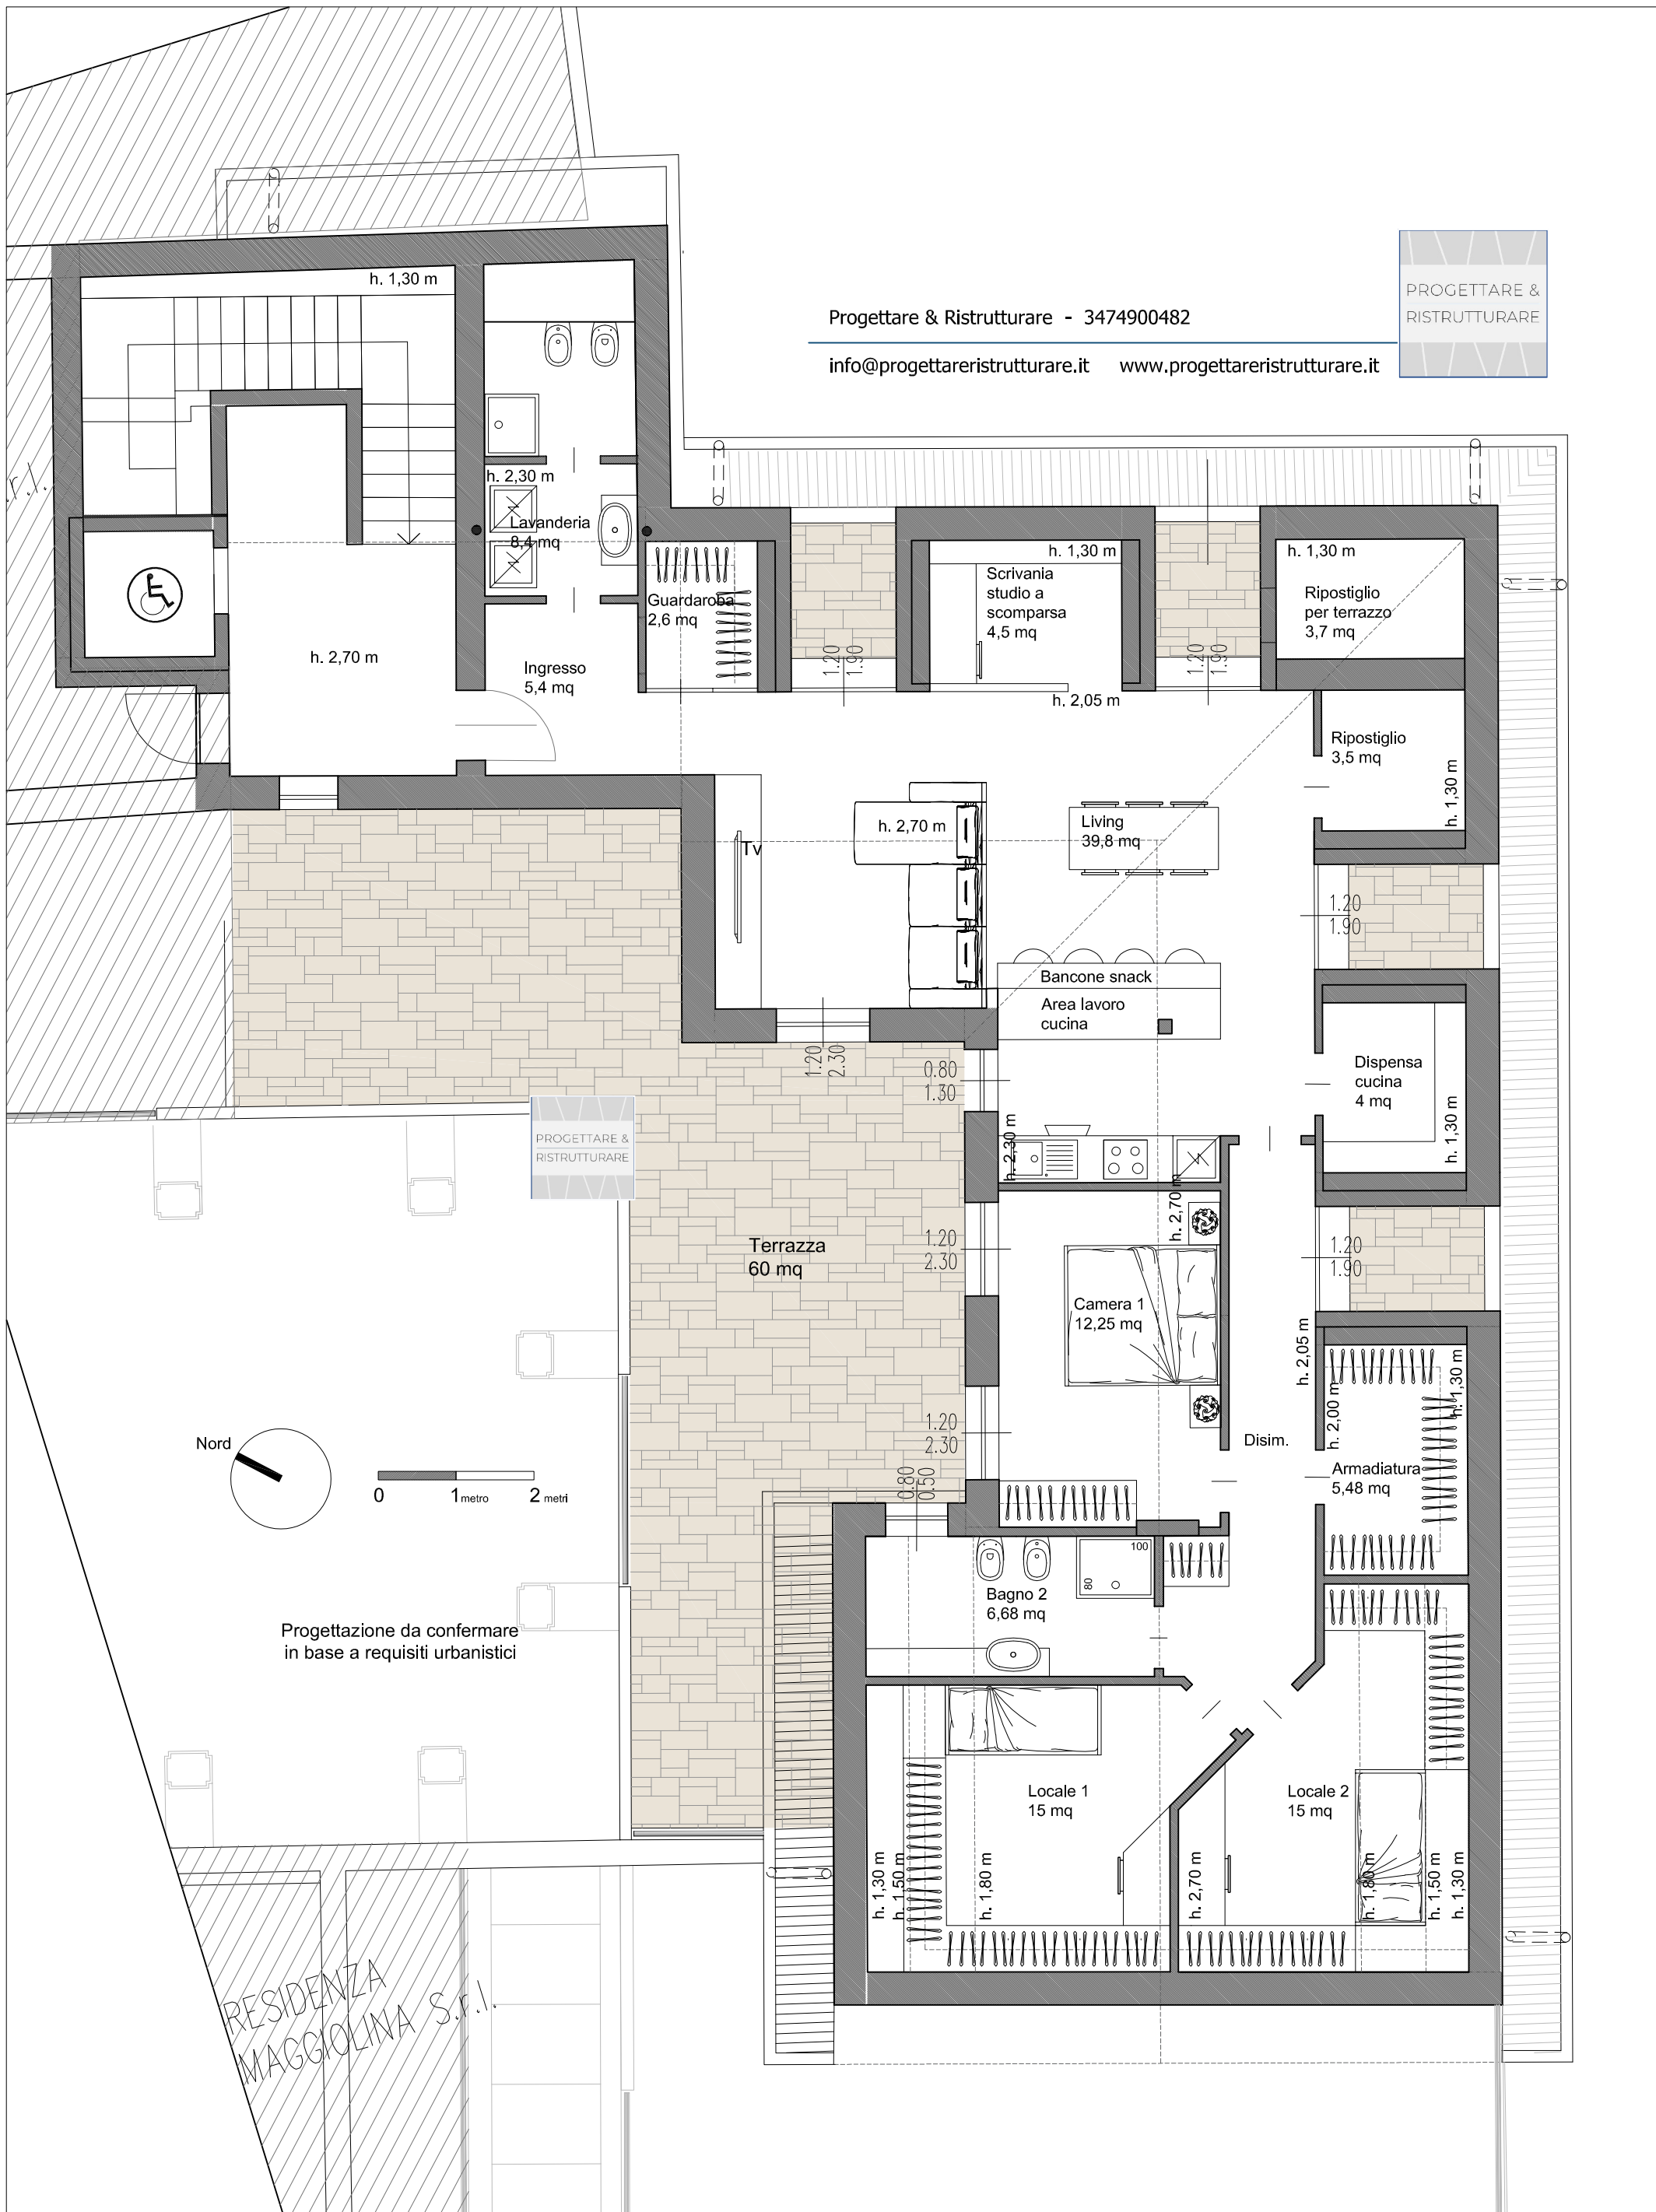 h. 1,30 m
PROGETTARE &
RISTRUTTURARE
Progettare & Ristrutturare - 3474900482
info@progettareristrutturare.it www.progettareristrutturare.it
.r.l.
h. 2,30 m
Lavanderia
8,4 mq
h. 1,30 m
h. 1,30 m
Scrivania
studio a
scomparsa
4,5 mq
Guardaroba
2,6 mq
Ripostiglio
per terrazzo
3,7 mq
h. 2,70 m
Ingresso
5,4 mq
1.20
1.90
1.20
1.90
h. 2,05 m
Ripostiglio
3,5 mq
h. 1,30 m
Tv
h. 2,70 m
Living
39,8 mq
1.20
1.90
Bancone snack
Area lavoro
cucina
1.20
2.30
0.80
1.30
Dispensa
cucina
4 mq
h. 1,30 m
h. 2,30 m
PROGETTARE &
RISTRUTTURARE
h. 2,70 m
Terrazza
60 mq
1.20
2.30
1.20
1.90
Camera 1
12,25 mq
h. 2,05 m
h. 2,00 m
h. 1,30 m
1.20
2.30
Disim.
Armadiatura
5,48 mq
Nord
0 1 metro 2 metri
0.80
0.50
100
80
Bagno 2
6,68 mq
Progettazione da confermare
in base a requisiti urbanistici
Locale 1
15 mq
Locale 2
15 mq
h. 1,30 m
h. 1,50 m
h. 1,80 m
h. 2,70 m
h. 1,80 m
h. 1,50 m
h. 1,30 m
RESIDENZA
MAGGIOLINA S.r.l.